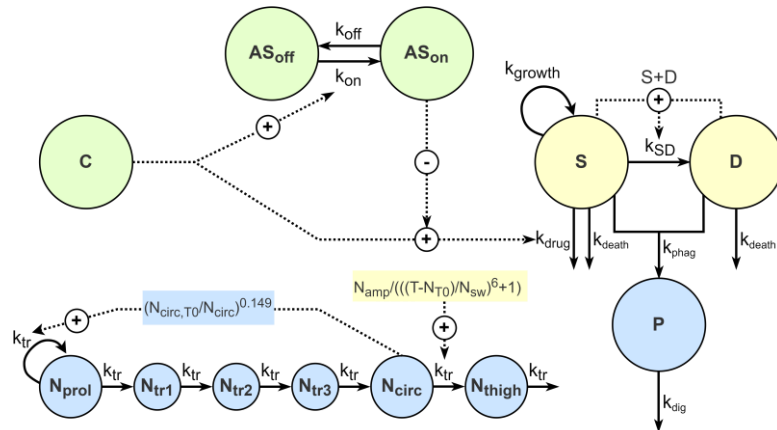 k_off
AS_off
AS_on
k_on
k_growth
S+D
+
+
C
-
S
k_SD
D
+
k_drug
k_death
k_phag
k_death
(N_circ,T0/N_circ)^0.149
N_amp/(((T-N_T0)/N_sw)^6+1)
+
+
P
k_tr
N_prol
k_tr
N_tr1
k_tr
N_tr2
k_tr
N_tr3
k_tr
N_circ
k_tr
N_thigh
k_tr
k_dig